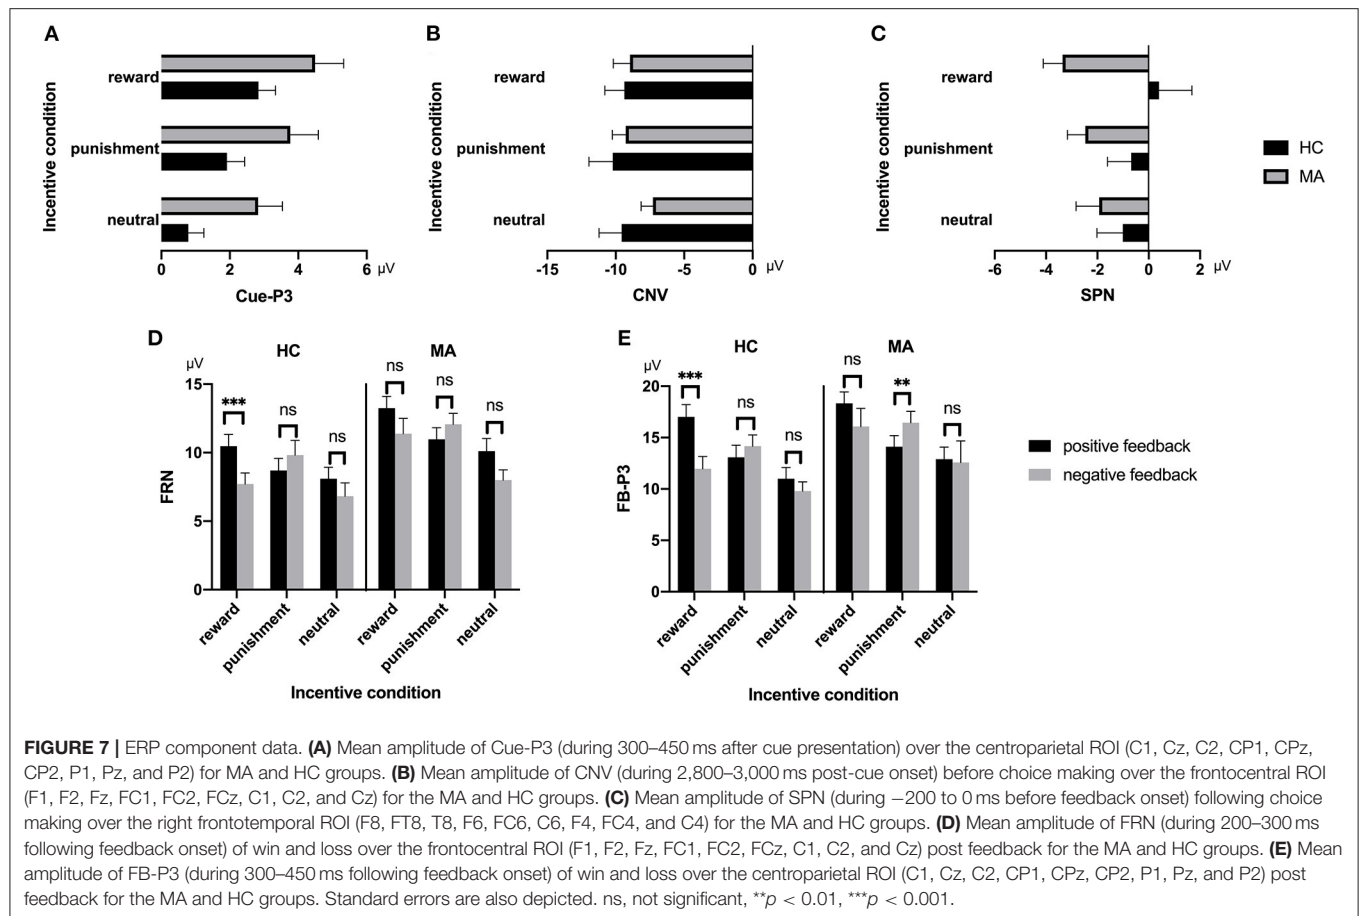 A
Incentive condition
reward
punishment
neutral
0 2 4 6 µV
Cue-P3
B
Incentive condition
reward
punishment
neutral
-15 -10 -5 0 µV
CNV
C
Incentive condition
reward
punishment
neutral
-6 -4 -2 0 2 µV
SPN
HC
MA
D
HC MA
µV
15
10
5
0
FRN
*** ns ns ns ns ns
reward punishment neutral reward punishment neutral
Incentive condition
E
HC MA
µV
20
15
10
5
0
FB-P3
*** ns ns ns ** ns
reward punishment neutral reward punishment neutral
Incentive condition
positive feedback
negative feedback
FIGURE 7 | ERP component data. (A) Mean amplitude of Cue-P3 (during 300–450 ms after cue presentation) over the centroparietal ROI (C1, Cz, C2, CP1, CPz,
CP2, P1, Pz, and P2) for MA and HC groups. (B) Mean amplitude of CNV (during 2,800–3,000 ms post-cue onset) before choice making over the frontocentral ROI
(F1, F2, Fz, FC1, FC2, FCz, C1, C2, and Cz) for the MA and HC groups. (C) Mean amplitude of SPN (during −200 to 0 ms before feedback onset) following choice
making over the right frontotemporal ROI (F8, FT8, T8, F6, FC6, C6, F4, FC4, and C4) for the MA and HC groups. (D) Mean amplitude of FRN (during 200–300 ms
following feedback onset) of win and loss over the frontocentral ROI (F1, F2, Fz, FC1, FC2, FCz, C1, C2, and Cz) post feedback for the MA and HC groups. (E) Mean
amplitude of FB-P3 (during 300–450 ms following feedback onset) of win and loss over the centroparietal ROI (C1, Cz, C2, CP1, CPz, CP2, P1, Pz, and P2) post
feedback for the MA and HC groups. Standard errors are also depicted. ns, not significant, **p < 0.01, ***p < 0.001.